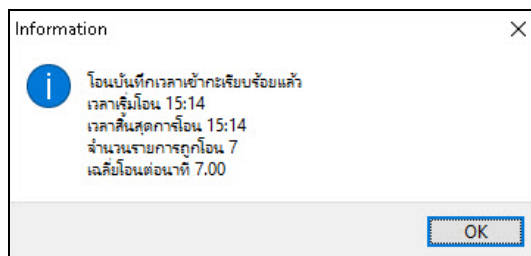 Information
โอนบันทึกเวลาเข้ากะเรียบร้อยแล้ว
เวลาเริ่มโอน 15:14
เวลาสิ้นสุดการโอน 15:14
จำนวนรายการถูกโอน 7
เฉลี่ยโอนต่อนาที 7.00
OK